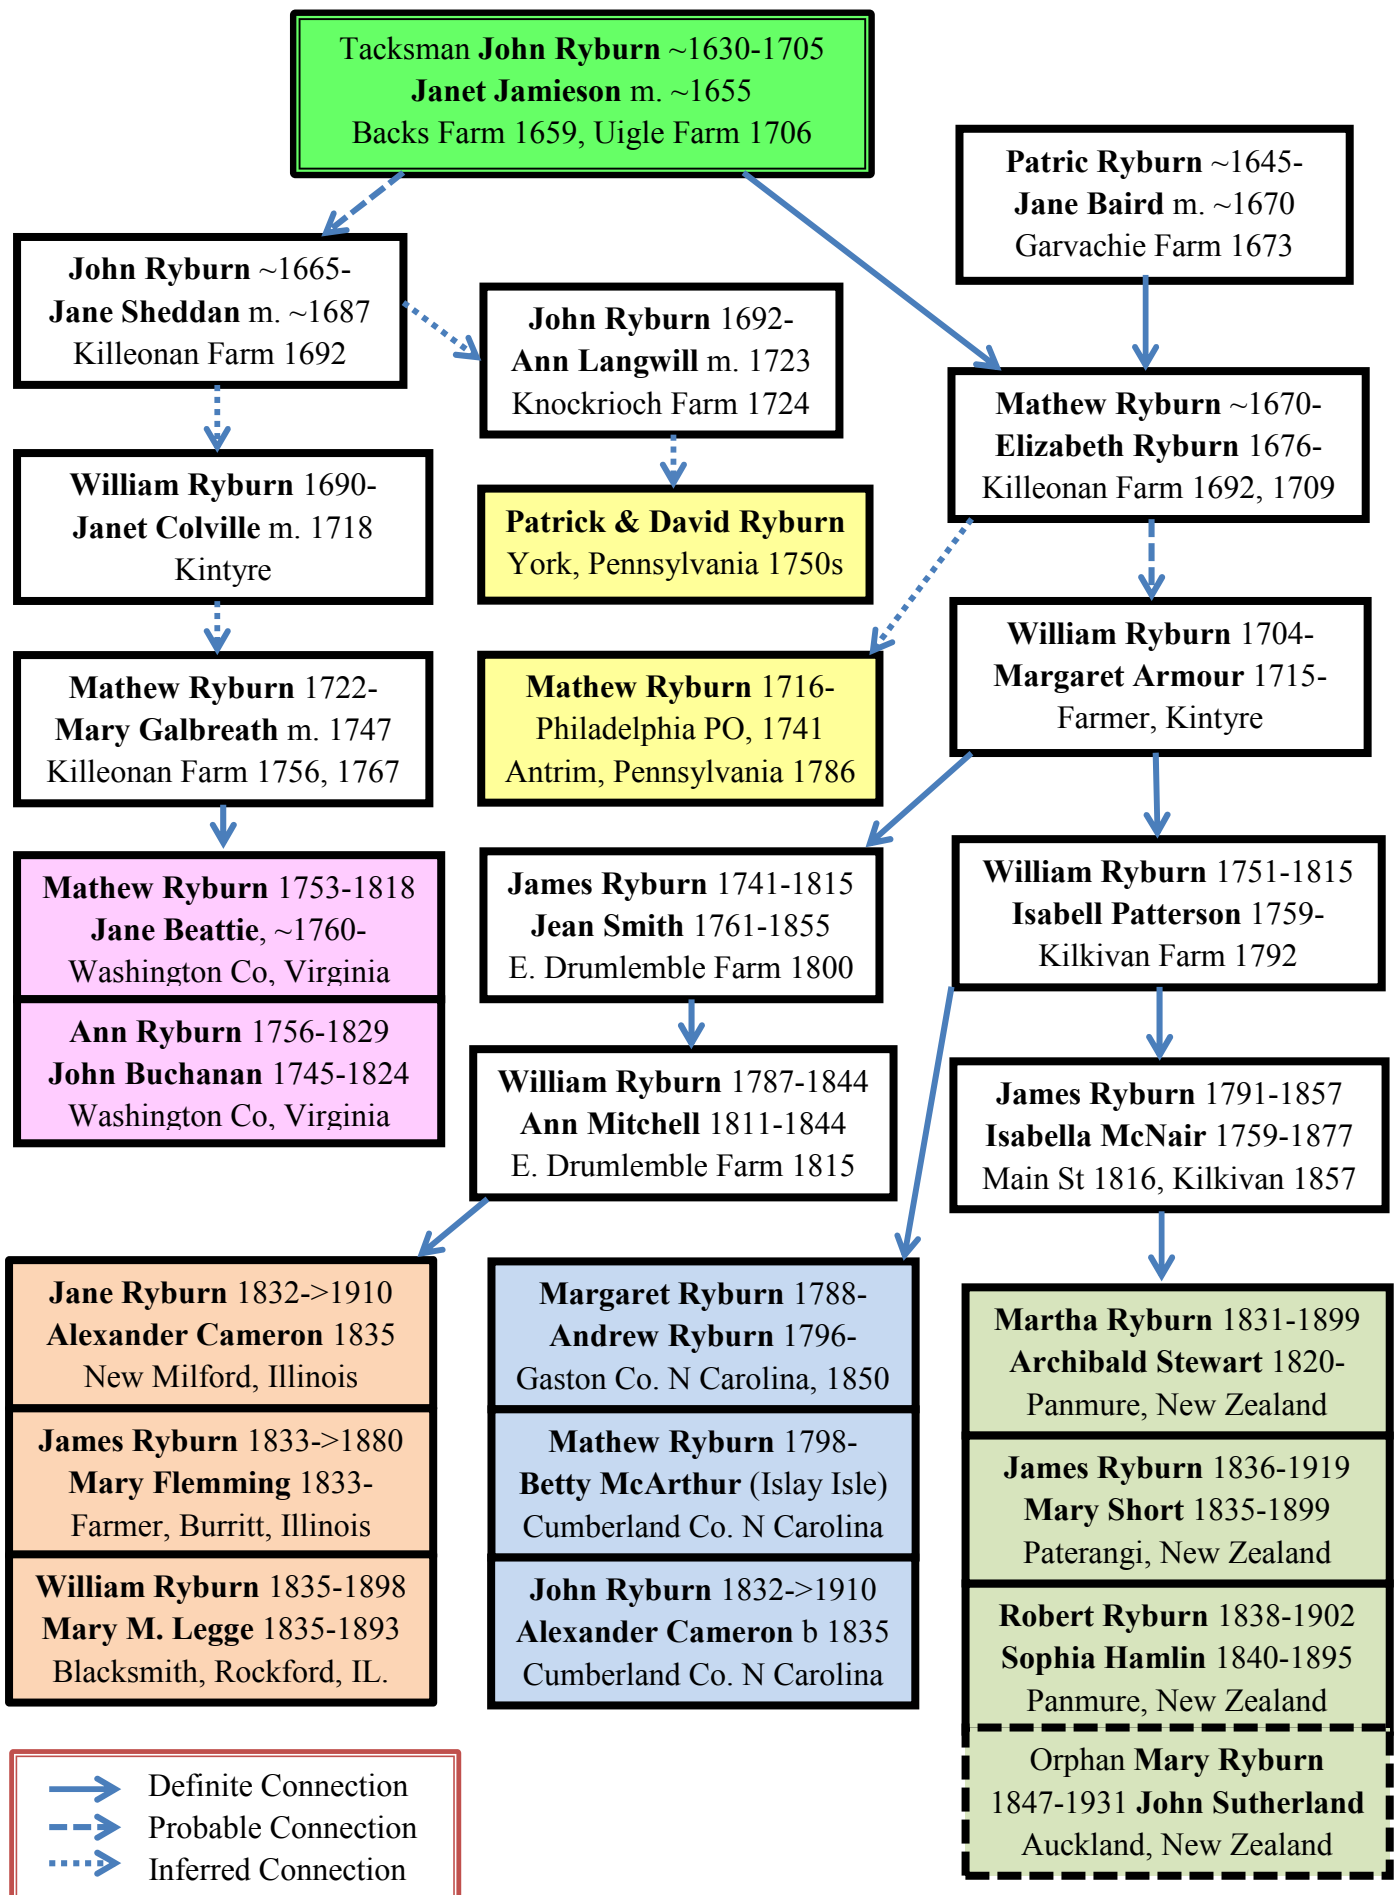 Tacksman John Ryburn ~1630-1705
Janet Jamieson m. ~1655
Backs Farm 1659, Uigle Farm 1706
Patric Ryburn ~1645-
Jane Baird m. ~1670
Garvachie Farm 1673
John Ryburn ~1665-
Jane Sheddan m. ~1687
Killeonan Farm 1692
John Ryburn 1692-
Ann Langwill m. 1723
Knockrioch Farm 1724
Mathew Ryburn ~1670-
Elizabeth Ryburn 1676-
Killeonan Farm 1692, 1709
William Ryburn 1690-
Janet Colville m. 1718
Kintyre
Patrick & David Ryburn
York, Pennsylvania 1750s
William Ryburn 1704-
Margaret Armour 1715-
Farmer, Kintyre
Mathew Ryburn 1722-
Mary Galbreath m. 1747
Killeonan Farm 1756, 1767
Mathew Ryburn 1716-
Philadelphia PO, 1741
Antrim, Pennsylvania 1786
Mathew Ryburn 1753-1818
Jane Beattie, ~1760-
Washington Co, Virginia
Ann Ryburn 1756-1829
John Buchanan 1745-1824
Washington Co, Virginia
James Ryburn 1741-1815
Jean Smith 1761-1855
E. Drumlemble Farm 1800
William Ryburn 1751-1815
Isabell Patterson 1759-
Kilkivan Farm 1792
William Ryburn 1787-1844
Ann Mitchell 1811-1844
E. Drumlemble Farm 1815
James Ryburn 1791-1857
Isabella McNair 1759-1877
Main St 1816, Kilkivan 1857
Jane Ryburn 1832->1910
Alexander Cameron 1835
New Milford, Illinois
James Ryburn 1833->1880
Mary Flemming 1833-
Farmer, Burritt, Illinois
William Ryburn 1835-1898
Mary M. Legge 1835-1893
Blacksmith, Rockford, IL.
Margaret Ryburn 1788-
Andrew Ryburn 1796-
Gaston Co. N Carolina, 1850
Mathew Ryburn 1798-
Betty McArthur (Islay Isle)
Cumberland Co. N Carolina
John Ryburn 1832->1910
Alexander Cameron b 1835
Cumberland Co. N Carolina
Martha Ryburn 1831-1899
Archibald Stewart 1820-
Panmure, New Zealand
James Ryburn 1836-1919
Mary Short 1835-1899
Paterangi, New Zealand
Robert Ryburn 1838-1902
Sophia Hamlin 1840-1895
Panmure, New Zealand
Orphan Mary Ryburn
1847-1931 John Sutherland
Auckland, New Zealand
Definite Connection
Probable Connection
Inferred Connection